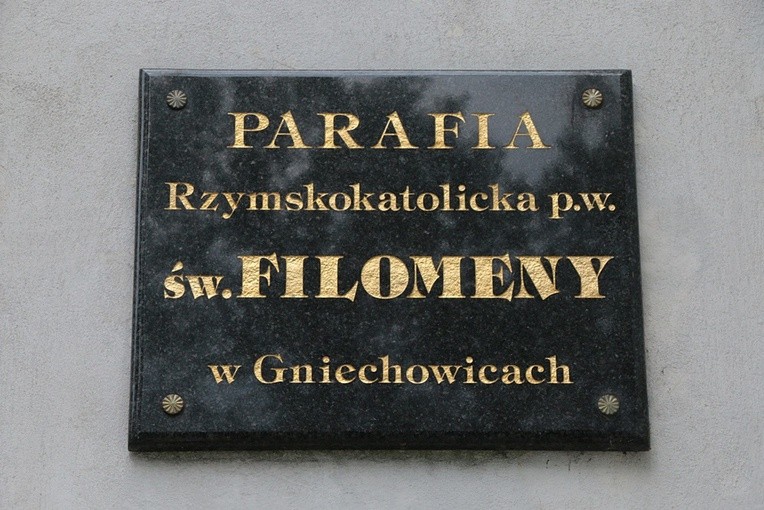 PARAFIA
Rzymskokatolicka p.w.
św. FILOMENY
w Gniechowicach